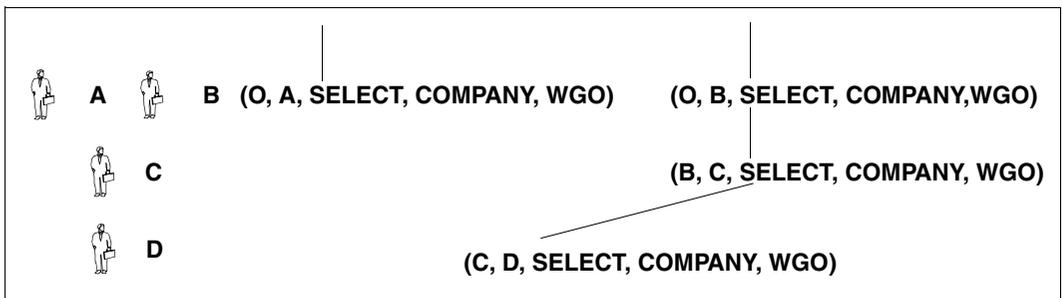 A B (O, A, SELECT, COMPANY, WGO) (O, B, SELECT, COMPANY,WGO)
C (B, C, SELECT, COMPANY, WGO)
D (C, D, SELECT, COMPANY, WGO)